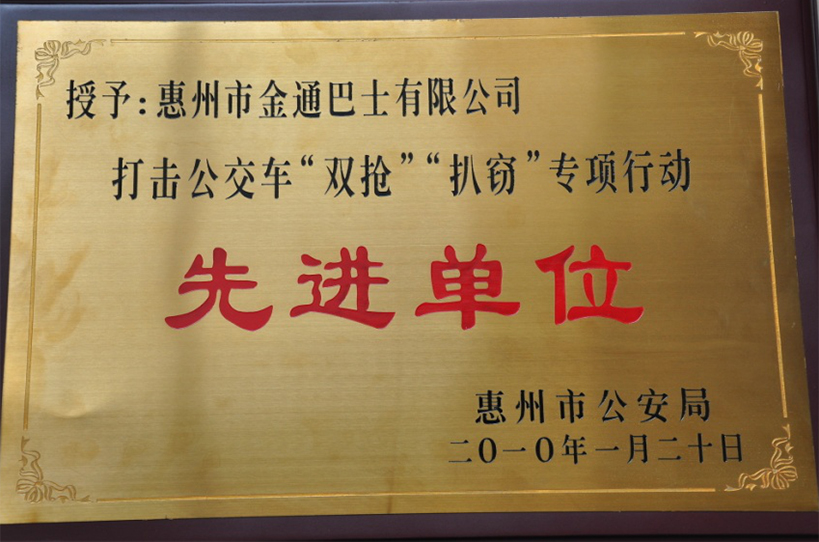 授予:惠州市金通巴士有限公司
打击公交车“双抢”“扒窃”专项行动
先进单位
惠州市公安局
二〇一〇年一月二十日